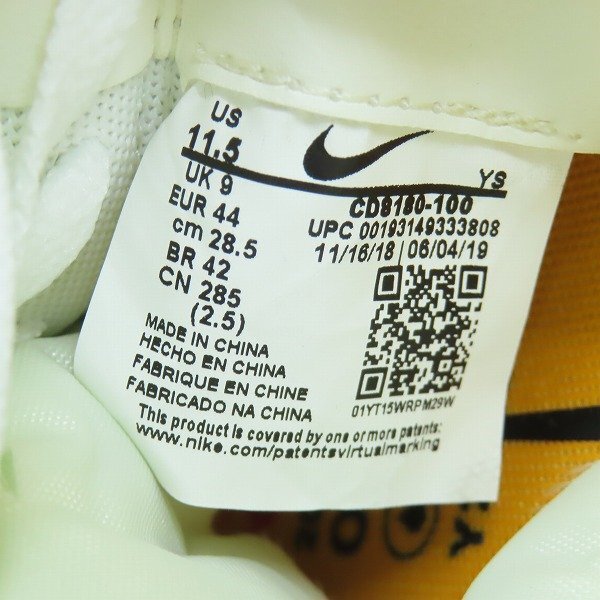 US
11.5
UK 9
EUR 44
cm 28.5
BR 42
CN 285
(2.5)
YS
CD8180-100
UPC 00193149333808
11/16/18 06/04/19
01YT15WRPM29W
MADE IN CHINA
HECHO EN CHINA
FABRIQUE EN CHINE
FABRICADO NA CHINA
This product is covered by one or more patents:
www.nike.com/patentsvirtualmarking